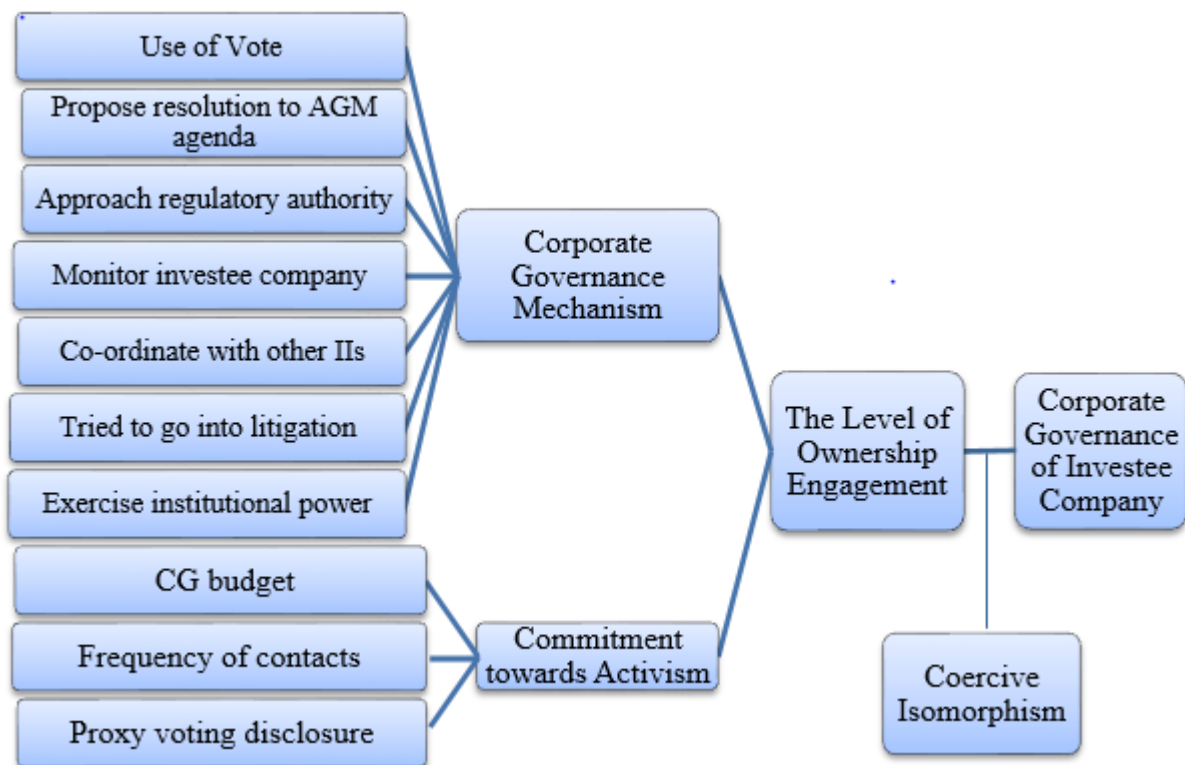 Use of Vote
Propose resolution to AGM
agenda
Approach regulatory authority
Monitor investee company
Co-ordinate with other IIs
Tried to go into litigation
Exercise institutional power
CG budget
Frequency of contacts
Proxy voting disclosure
Corporate
Governance
Mechanism
Commitment
towards Activism
The Level of
Ownership
Engagement
Corporate
Governance
of Investee
Company
Coercive
Isomorphism